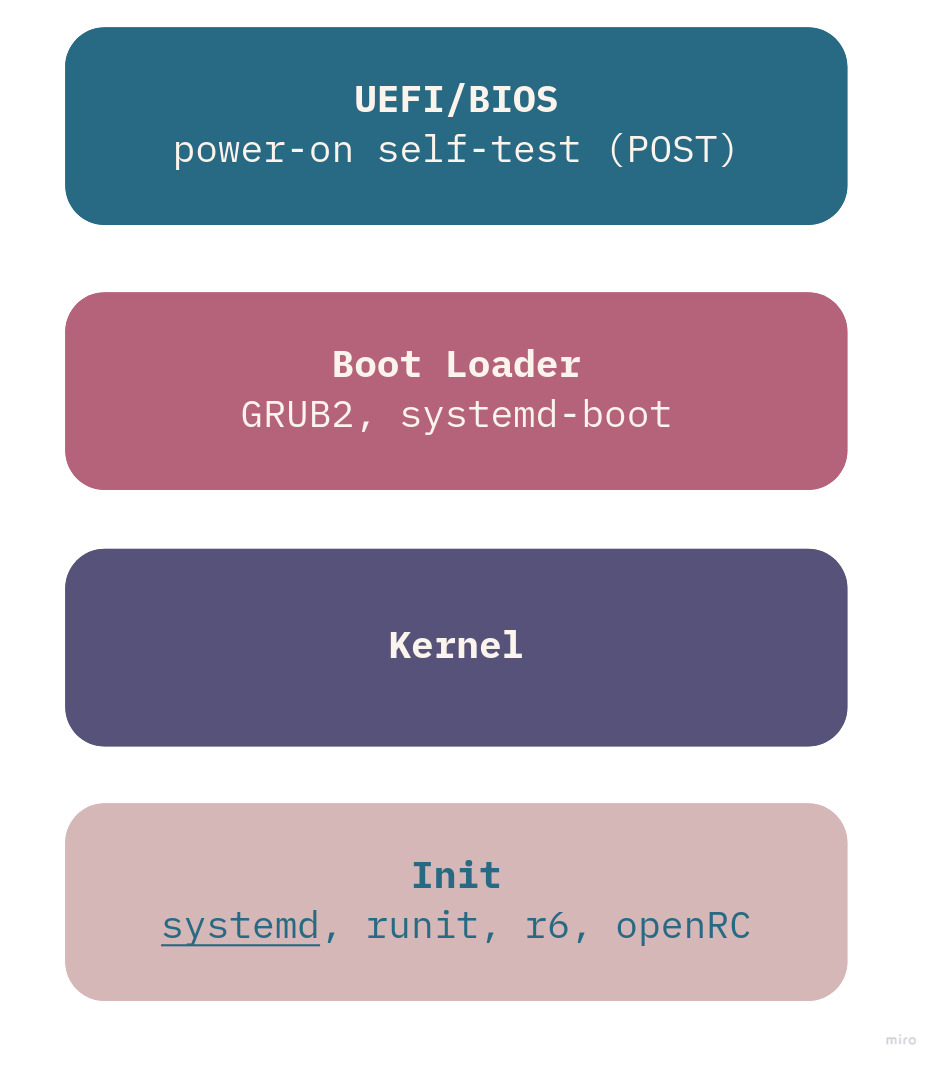 UEFI/BIOS
power-on self-test (POST)
Boot Loader
GRUB2, systemd-boot
Kernel
Init
systemd, runit, r6, openRC
miro